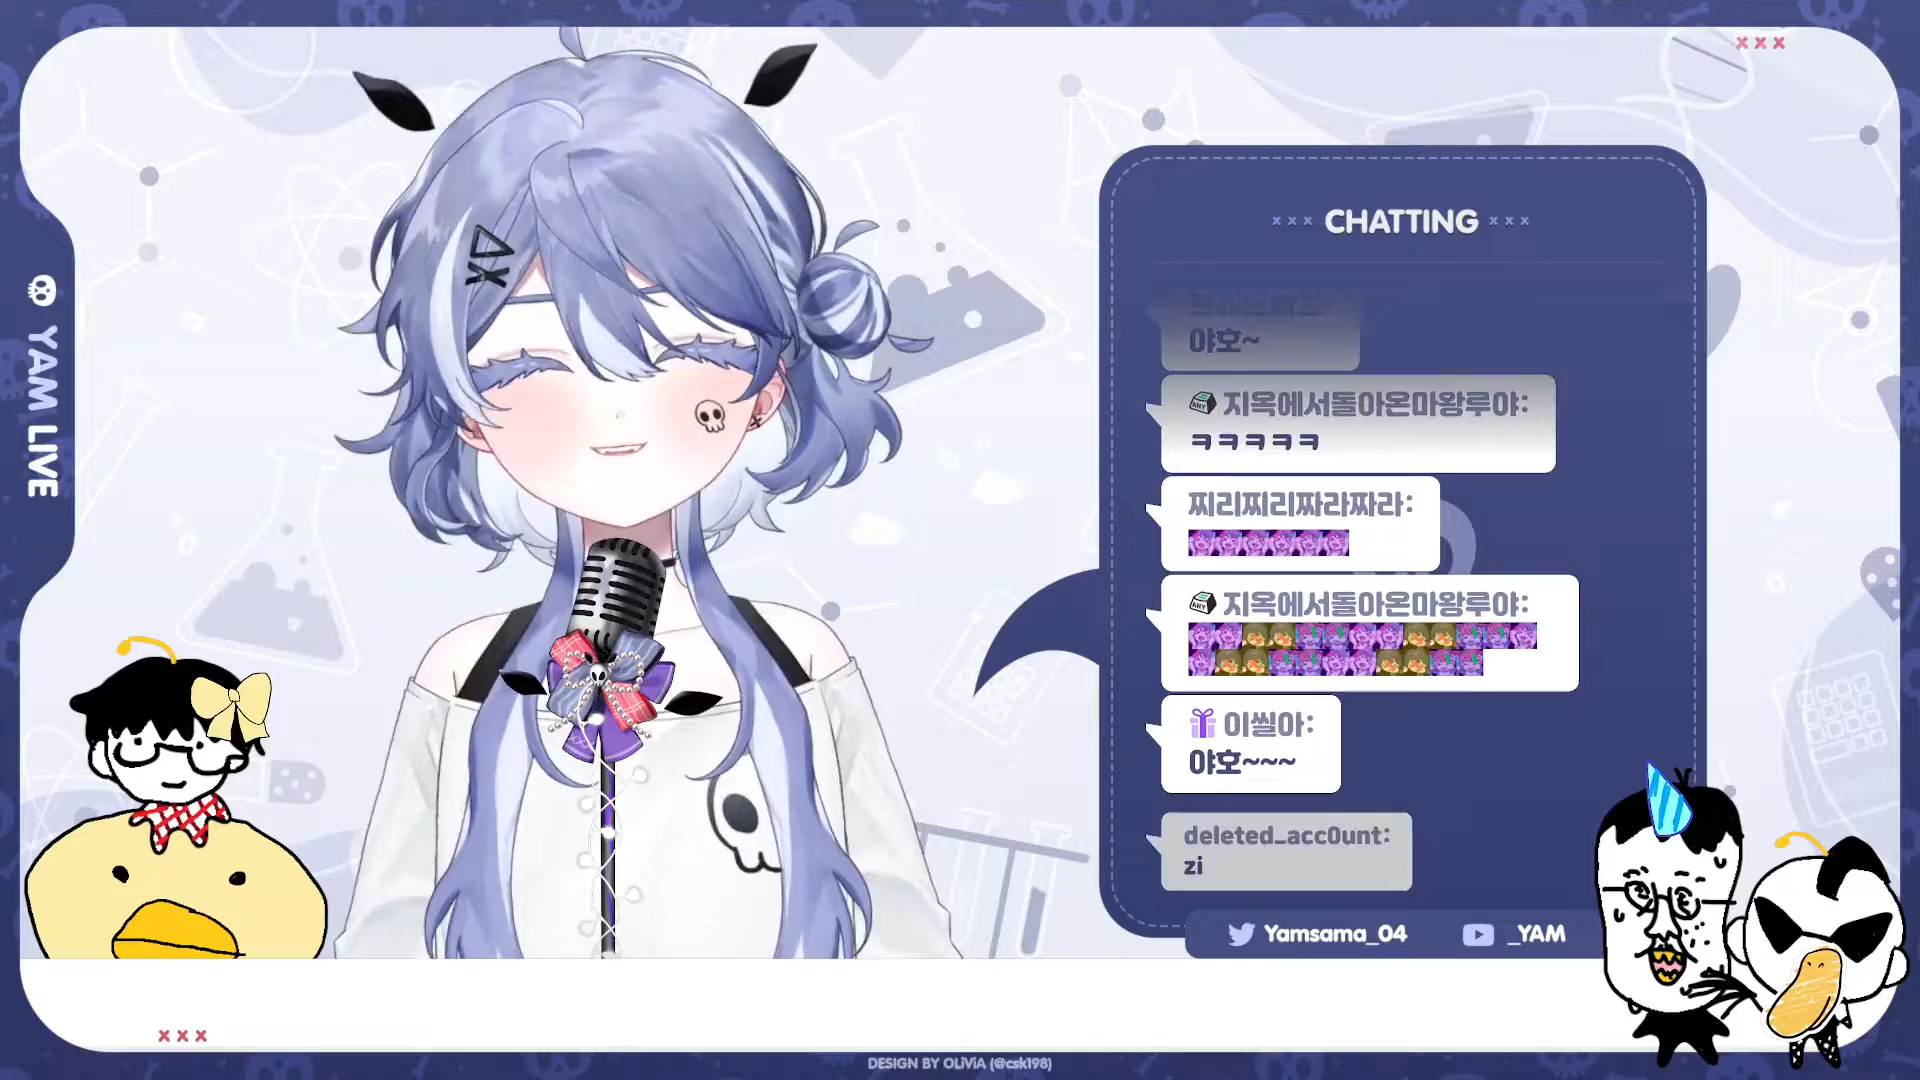 YAM LIVE
××× CHATTING ×××
야호~
지옥에서돌아온마왕루야:
ㅋㅋㅋㅋㅋ
찌리찌리짜라짜라:
지옥에서돌아온마왕루야:
이씰아:
야호~~~
deleted_acc0unt:
zi
Yamsama_04
_YAM
DESIGN BY OLiViA (@csk198)